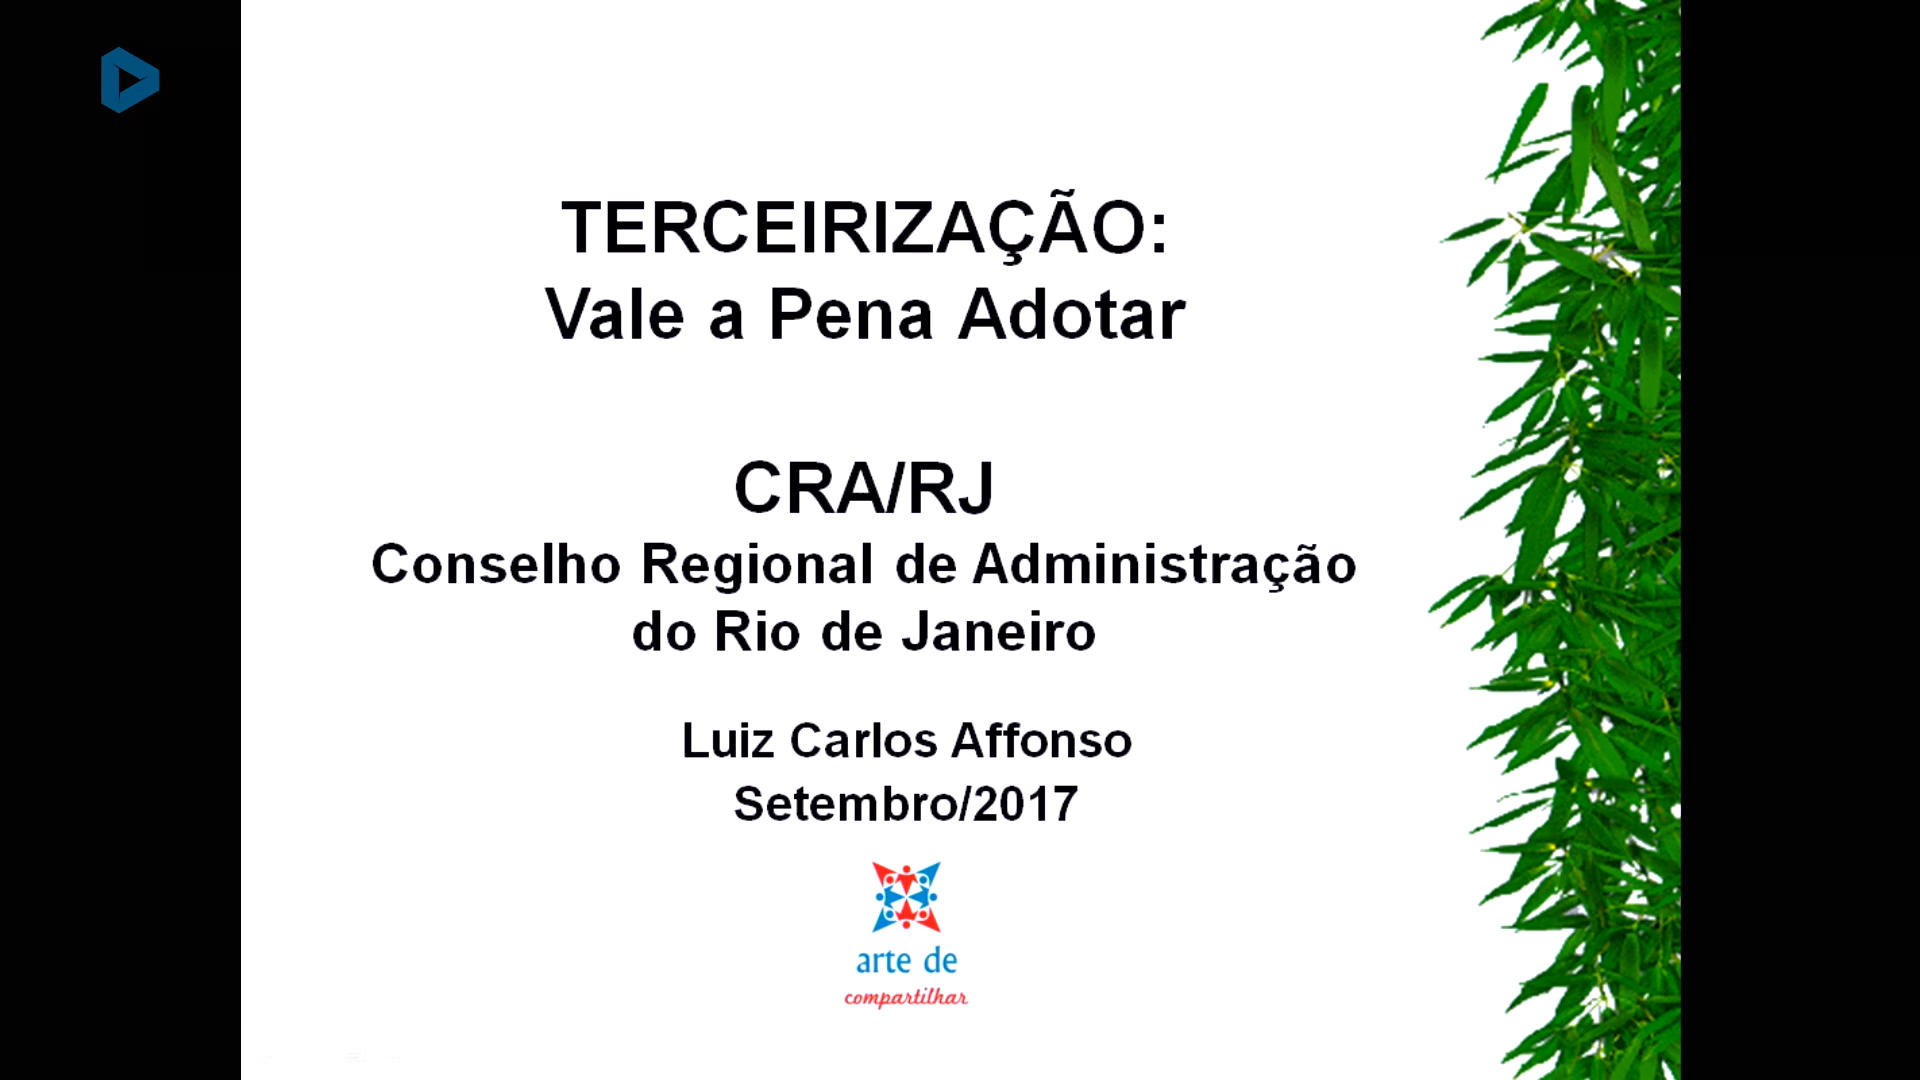 TERCEIRIZAÇÃO:
Vale a Pena Adotar
CRA/RJ
Conselho Regional de Administração
do Rio de Janeiro
Luiz Carlos Affonso
Setembro/2017
arte de
compartilhar